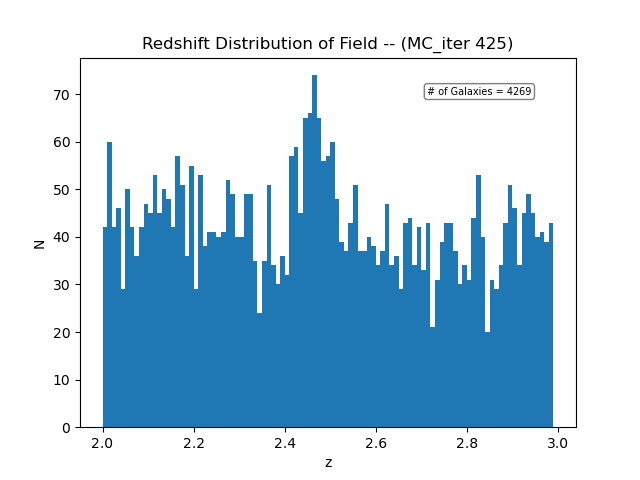 Redshift Distribution of Field -- (MC_iter 425)
# of Galaxies = 4269
70
60
50
40
30
20
10
0
N
2.0 2.2 2.4 2.6 2.8 3.0
z